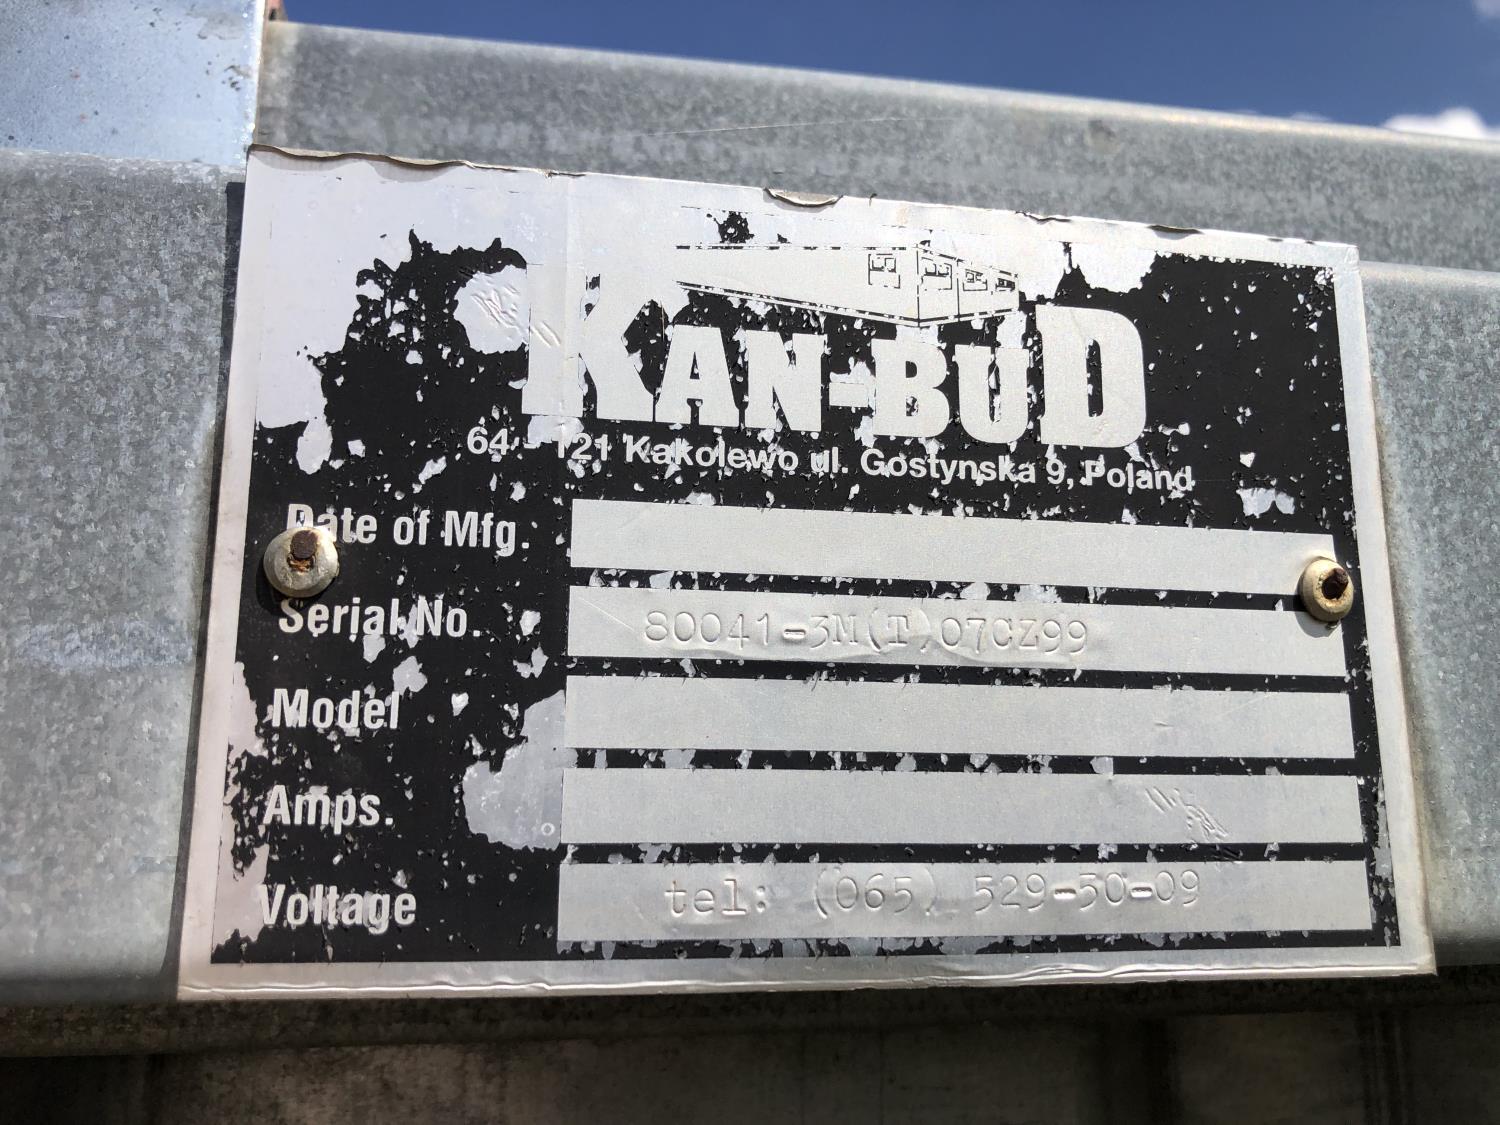 KAN-BUD
64 - 121 Kakolewo ul. Gostynska 9, Poland
Date of Mfg.
Serial No. 80041-3M(T)07CZ99
Model
Amps.
Voltage tel: (065) 529-50-09